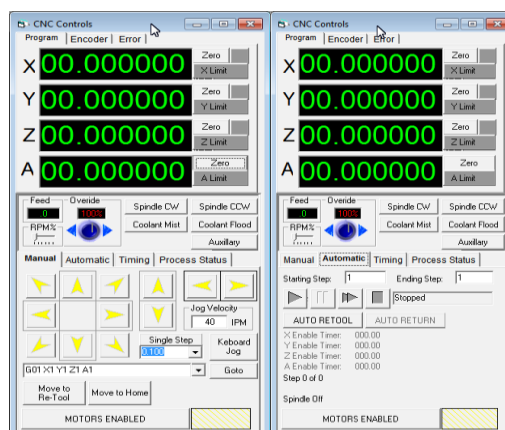 CNC Controls
Program Encoder Error
X 00.000000 Zero
X Limit
Y 00.000000 Zero
Y Limit
Z 00.000000 Zero
Z Limit
A 00.000000 Zero
A Limit
Feed Overide Spindle CW Spindle CCW
0 100%
RPM% Coolant Mist Coolant Flood
Auxillary
Manual Automatic Timing Process Status
Jog Velocity
40 IPM
Single Step Keboard Jog
0.100
G01 X1 Y1 Z1 A1 Goto
Move to Re-Tool Move to Home
MOTORS ENABLED
CNC Controls
Program Encoder Error
X 00.000000 Zero
X Limit
Y 00.000000 Zero
Y Limit
Z 00.000000 Zero
Z Limit
A 00.000000 Zero
A Limit
Feed Overide Spindle CW Spindle CCW
0 100%
RPM% Coolant Mist Coolant Flood
Auxillary
Manual Automatic Timing Process Status
Starting Step: 1 Ending Step: 1
Stopped
AUTO RETOOL AUTO RETURN
X Enable Timer: 000.00
Y Enable Timer: 000.00
Z Enable Timer: 000.00
A Enable Timer: 000.00
Step 0 of 0
Spindle Off
MOTORS ENABLED